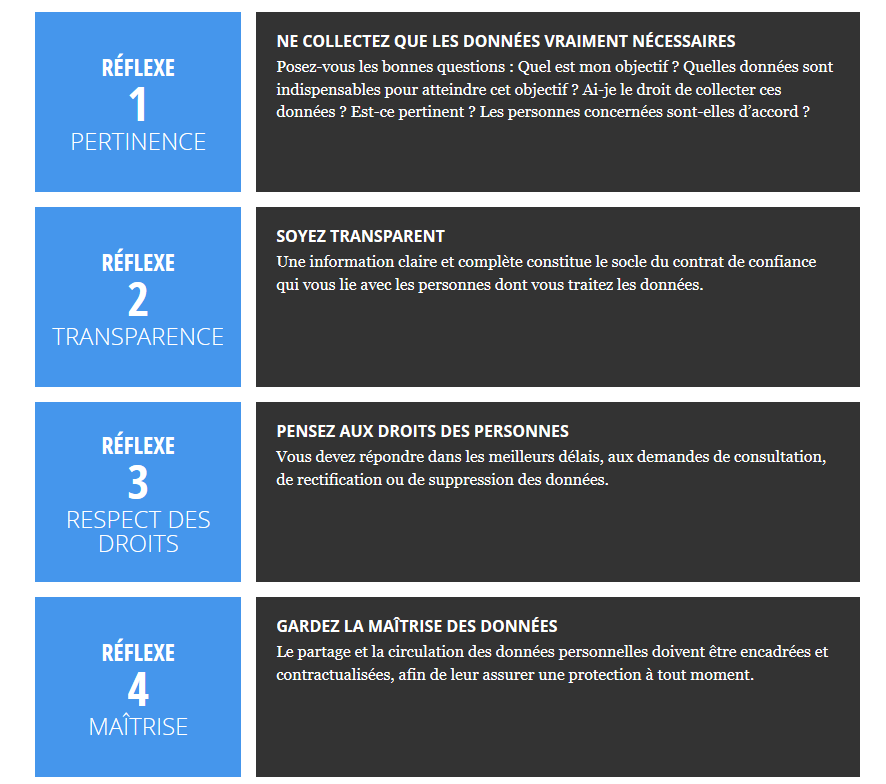 RÉFLEXE
1
PERTINENCE
NE COLLECTEZ QUE LES DONNÉES VRAIMENT NÉCESSAIRES
Posez-vous les bonnes questions : Quel est mon objectif ? Quelles données sont
indispensables pour atteindre cet objectif ? Ai-je le droit de collecter ces
données ? Est-ce pertinent ? Les personnes concernées sont-elles d’accord ?
RÉFLEXE
2
TRANSPARENCE
SOYEZ TRANSPARENT
Une information claire et complète constitue le socle du contrat de confiance
qui vous lie avec les personnes dont vous traitez les données.
RÉFLEXE
3
RESPECT DES
DROITS
PENSEZ AUX DROITS DES PERSONNES
Vous devez répondre dans les meilleurs délais, aux demandes de consultation,
de rectification ou de suppression des données.
RÉFLEXE
4
MAÎTRISE
GARDEZ LA MAÎTRISE DES DONNÉES
Le partage et la circulation des données personnelles doivent être encadrées et
contractualisées, afin de leur assurer une protection à tout moment.